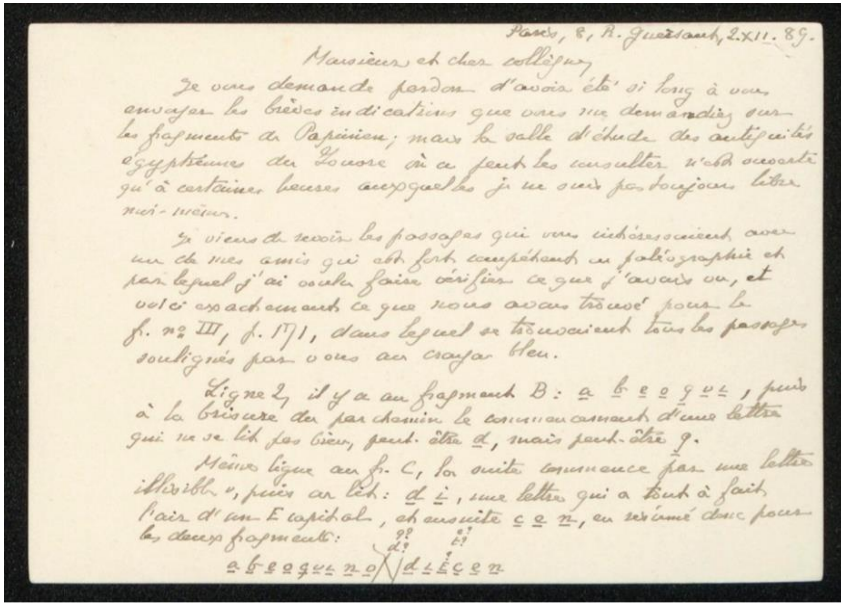 Paris, 8, R. Guersant, 2.XII.89.
Monsieur et cher collègue,
Je vous demande pardon d'avoir été si long à vous
envoyer les brèves indications que vous me demandiez sur
les fragments de Papinien; mais la salle d'étude des antiquités
égyptiennes du Louvre où on peut les consulter n'est ouverte
qu'à certaines heures auxquelles je ne suis pas toujours libre
moi-même.
Je viens de revoir les passages qui vous intéressaient avec
un de mes amis qui est fort compétent en paléographie et
par lequel j'ai voulu faire vérifier ce que j'avais vu, et
voici exactement ce que nous avons trouvé pour le
fr. no III, p. 171, dans lequel se trouvaient tous les passages
soulignés par vous au crayon bleu.
Ligne 2, il y a au fragment B: a b e o q u i, puis
à la brisure du parchemin le commencement d'une lettre
qui ne se lit pas bien, peut-être d, mais peut-être q.
Même ligne au fr. C, la suite commence par une lettre
illisible, puis on lit: d i, une lettre qui a tout à fait
l'air d'un E capital, et ensuite c e n, en résumé donc pour
les deux fragments:
a b e o q u i n o d i E c e n